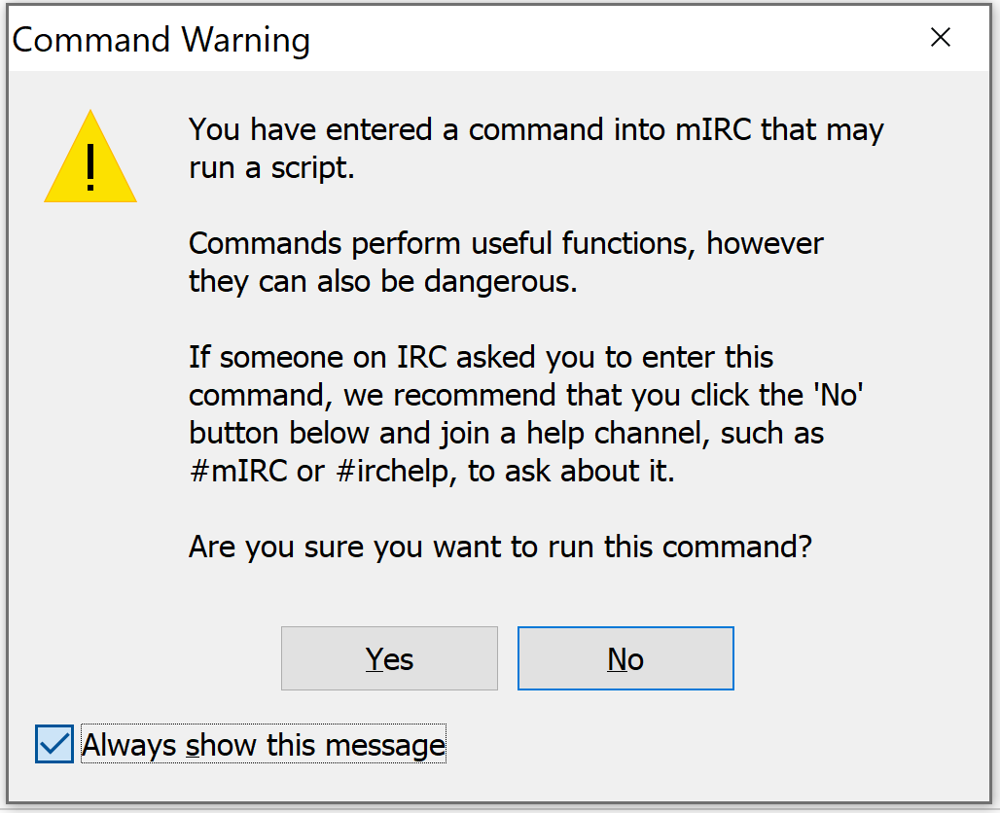 Command Warning
You have entered a command into mIRC that may
run a script.
Commands perform useful functions, however
they can also be dangerous.
If someone on IRC asked you to enter this
command, we recommend that you click the 'No'
button below and join a help channel, such as
#mIRC or #irchelp, to ask about it.
Are you sure you want to run this command?
Yes
No
Always show this message